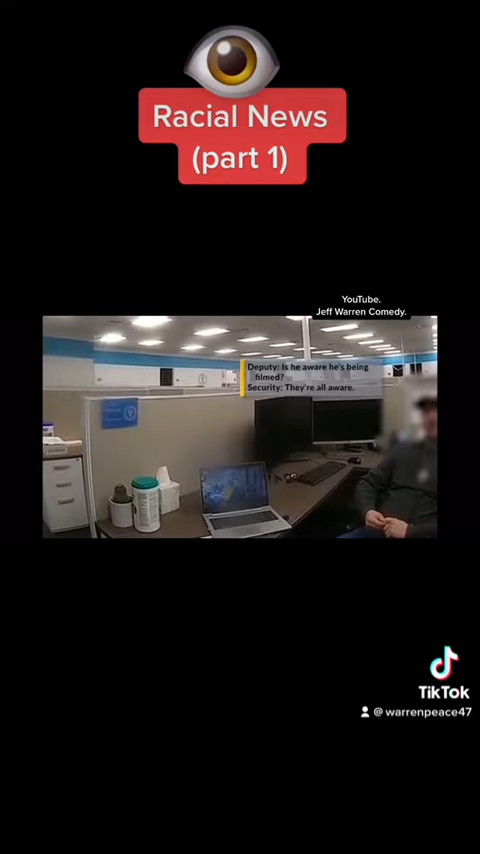 Racial News
(part 1)
YouTube.
Jeff Warren Comedy.
Deputy: Is he aware he's being
filmed?
Security: They're all aware.
TikTok
@warrenpeace47